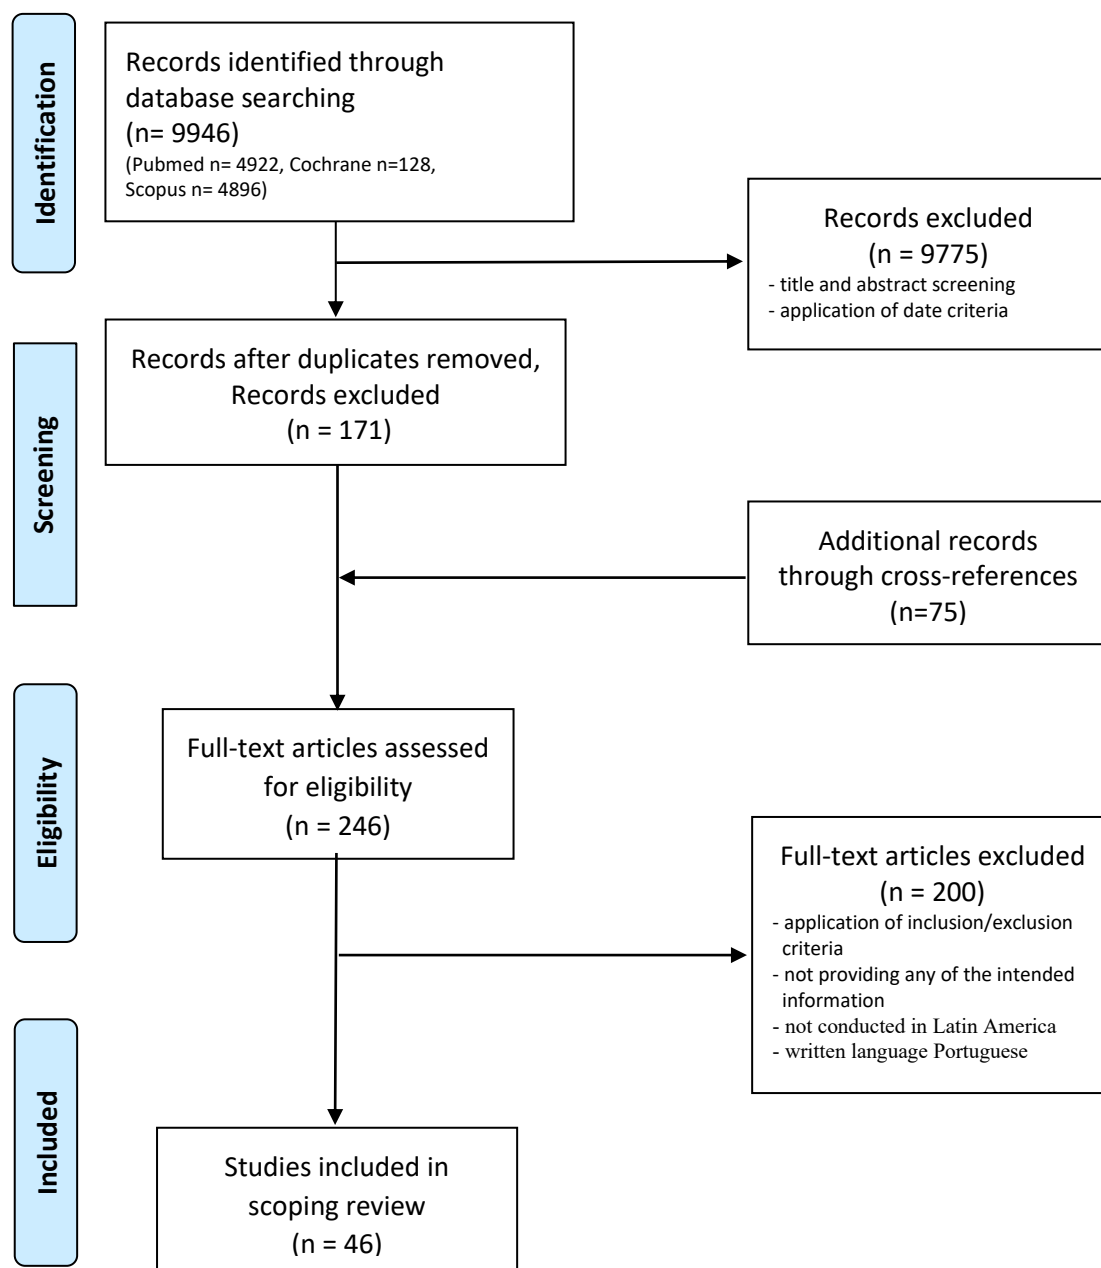 Identification
Records identified through
database searching
(n= 9946)
(Pubmed n= 4922, Cochrane n=128,
Scopus n= 4896)
Records excluded
(n = 9775)
- title and abstract screening
- application of date criteria
Screening
Records after duplicates removed,
Records excluded
(n = 171)
Additional records
through cross-references
(n=75)
Eligibility
Full-text articles assessed
for eligibility
(n = 246)
Full-text articles excluded
(n = 200)
- application of inclusion/exclusion
criteria
- not providing any of the intended
information
- not conducted in Latin America
- written language Portuguese
Included
Studies included in
scoping review
(n = 46)